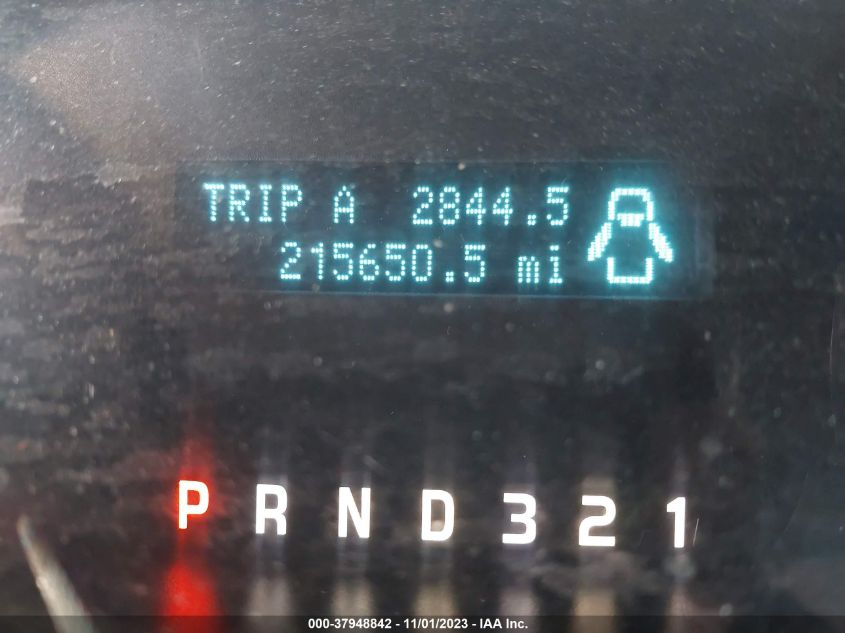 TRIP A 2844.5
215650.5 mi
P R N D 3 2 1
000-37948842 - 11/01/2023 - IAA Inc.